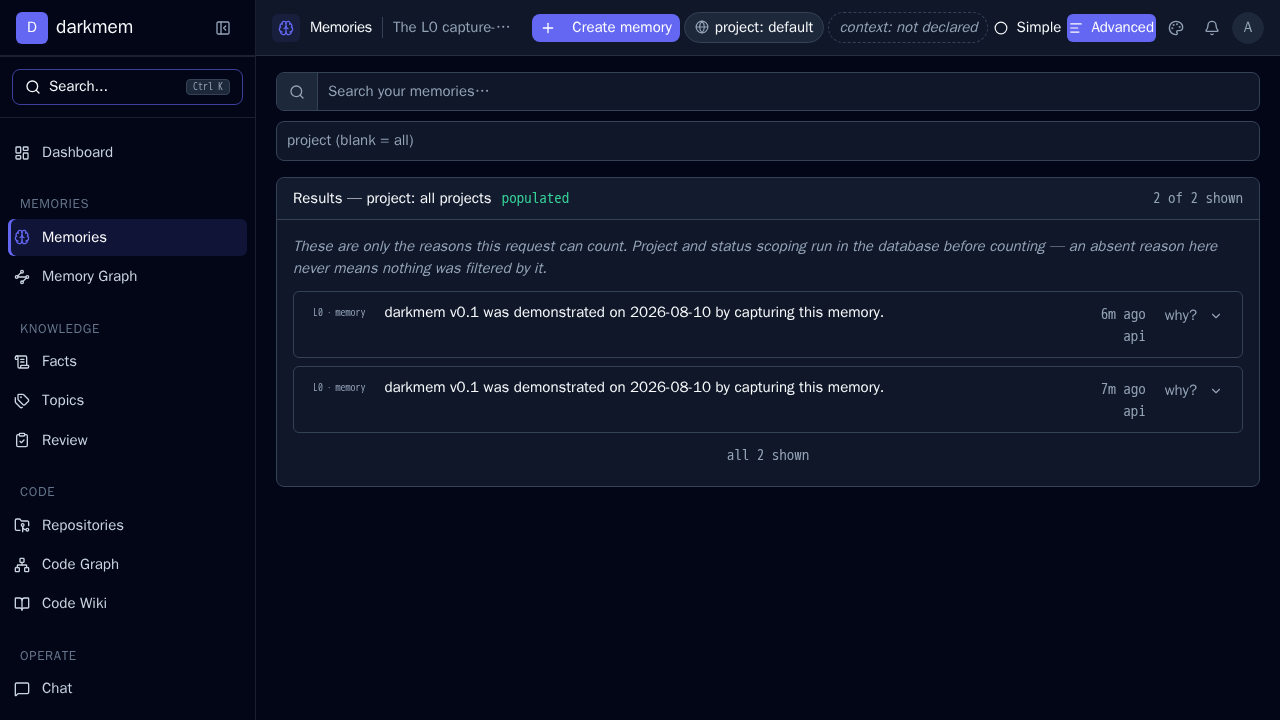 D darkmem
Search... Ctrl K
Dashboard
MEMORIES
Memories
Memory Graph
KNOWLEDGE
Facts
Topics
Review
CODE
Repositories
Code Graph
Code Wiki
OPERATE
Chat
Memories The L0 capture-… + Create memory project: default context: not declared Simple Advanced A
Search your memories…
project (blank = all)
Results — project: all projects populated 2 of 2 shown
These are only the reasons this request can count. Project and status scoping run in the database before counting — an absent reason here
never means nothing was filtered by it.
L0 · memory darkmem v0.1 was demonstrated on 2026-08-10 by capturing this memory. 6m ago why?
api
L0 · memory darkmem v0.1 was demonstrated on 2026-08-10 by capturing this memory. 7m ago why?
api
all 2 shown